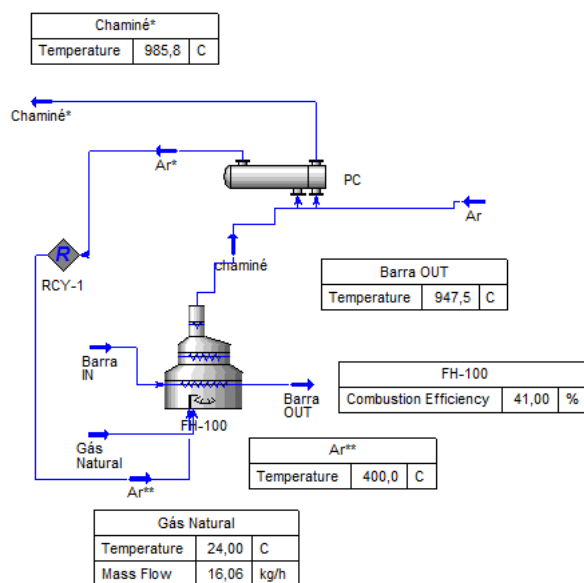 Chaminé*
Temperature 985,8 C
Chaminé*
Ar*
PC
Ar
R
RCY-1
chaminé
Barra OUT
Temperature 947,5 C
Barra
IN
Barra
OUT
FH-100
Combustion Efficiency 41,00 %
FH-100
Gás
Natural
Ar**
Ar**
Temperature 400,0 C
Gás Natural
Temperature 24,00 C
Mass Flow 16,06 kg/h